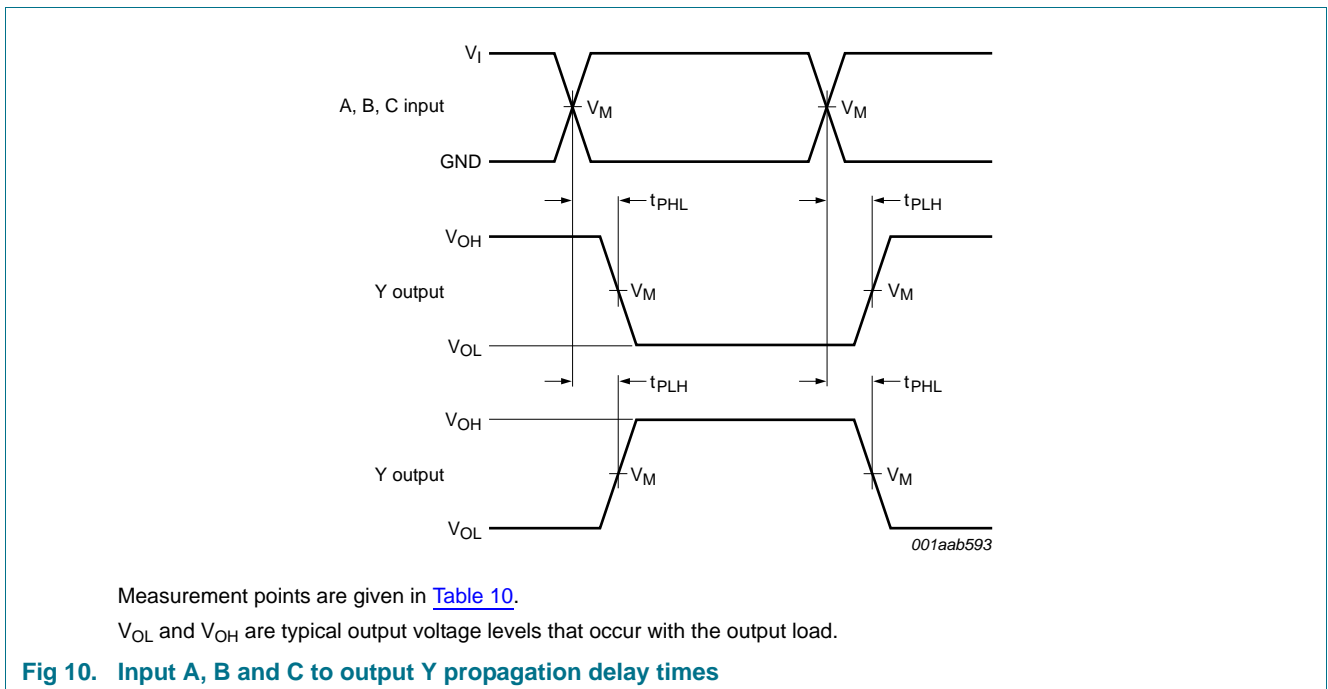 VI
A, B, C input
VM
VM
GND
tPHL
tPLH
VOH
Y output
VM
VM
VOL
tPLH
tPHL
VOH
Y output
VM
VM
VOL
001aab593
Measurement points are given in Table 10.
VOL and VOH are typical output voltage levels that occur with the output load.
Fig 10. Input A, B and C to output Y propagation delay times